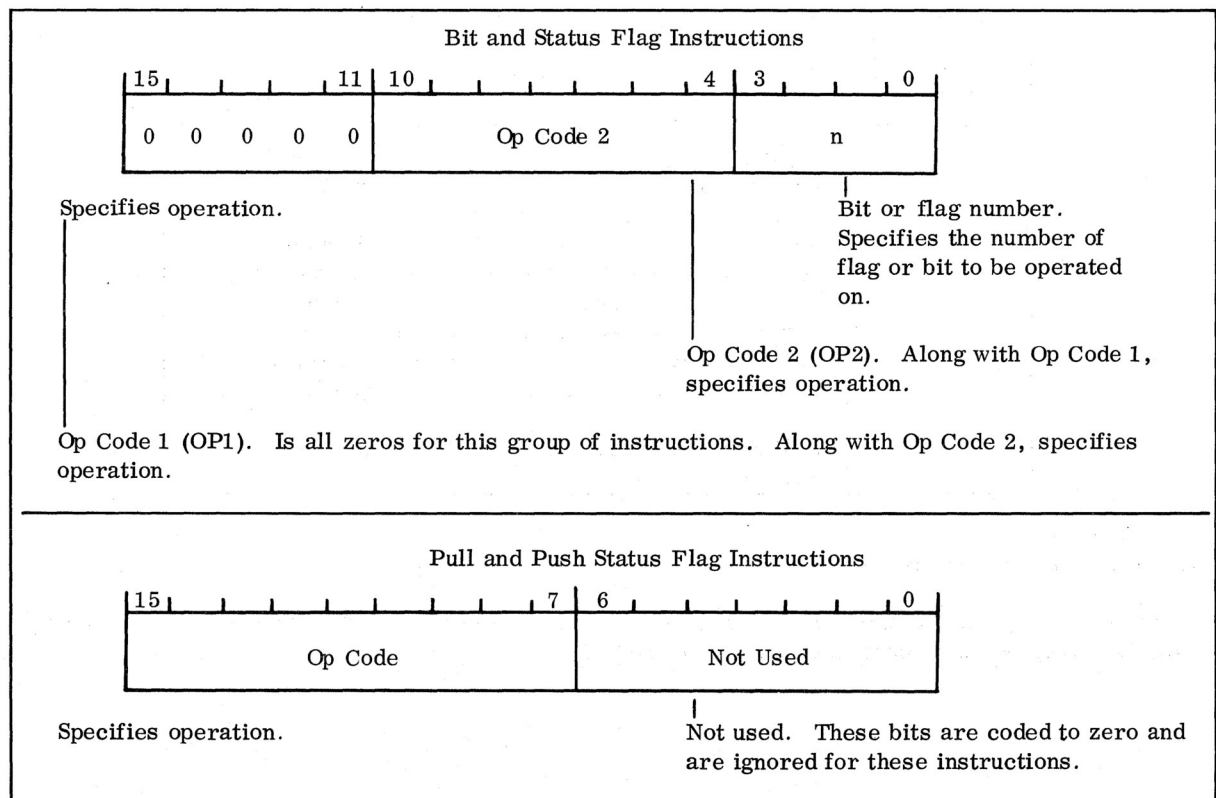 Bit and Status Flag Instructions
15 11 10 4 3 0
0 0 0 0 0 Op Code 2 n
Specifies operation.
Bit or flag number.
Specifies the number of
flag or bit to be operated
on.
Op Code 2 (OP2). Along with Op Code 1,
specifies operation.
Op Code 1 (OP1). Is all zeros for this group of instructions. Along with Op Code 2, specifies
operation.
Pull and Push Status Flag Instructions
15 7 6 0
Op Code Not Used
Specifies operation.
Not used. These bits are coded to zero and
are ignored for these instructions.